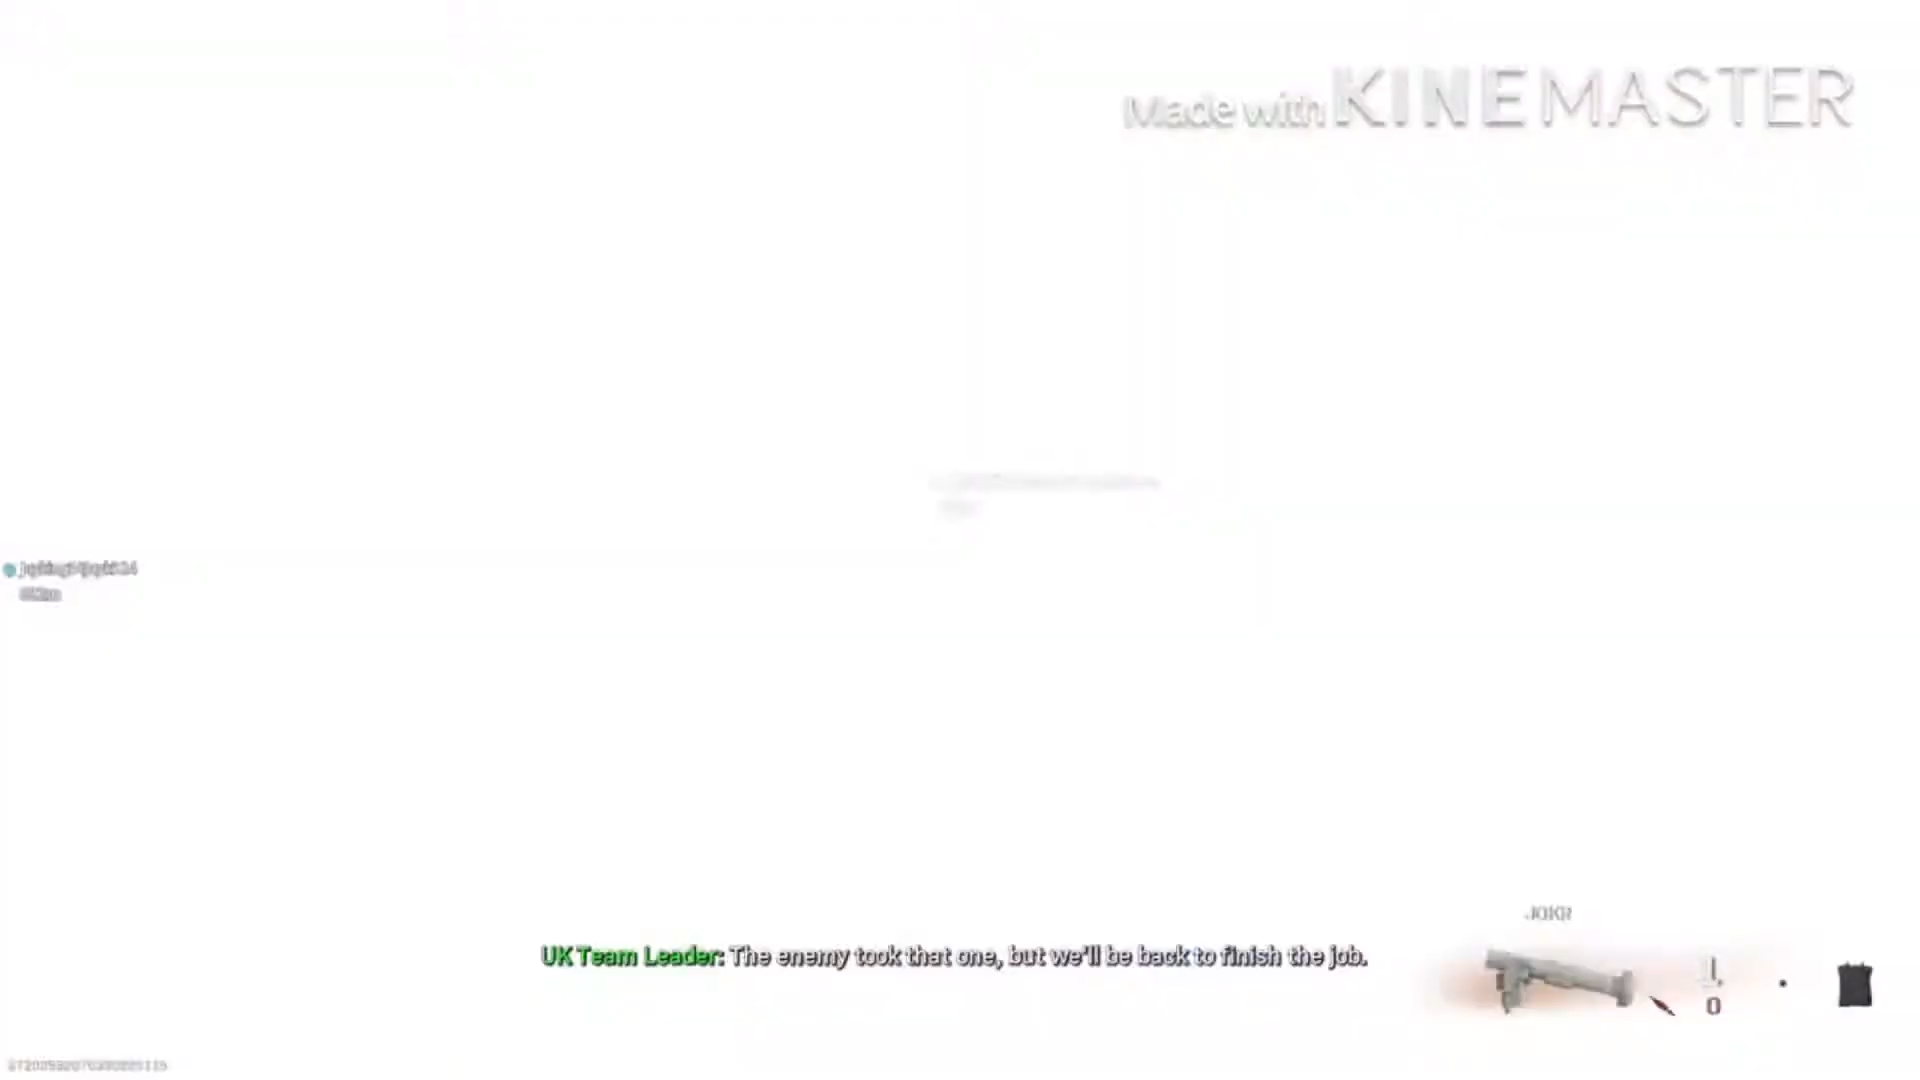 Made with KINEMASTER
JOKR
UK Team Leader: The enemy took that one, but we'll be back to finish the job.
1
0